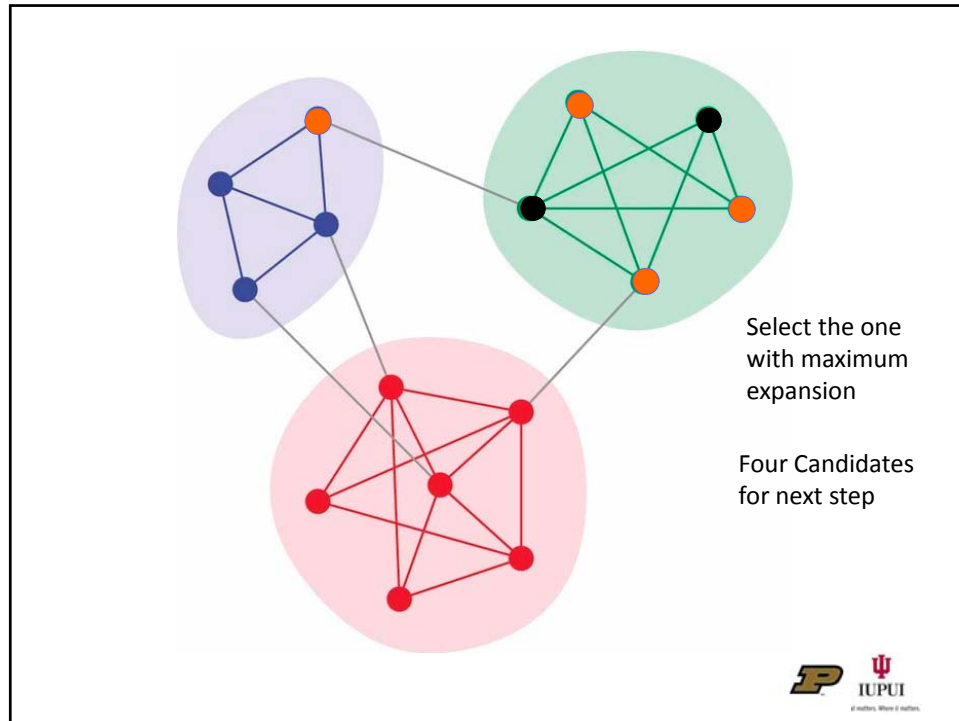 Select the one
with maximum
expansion
Four Candidates
for next step
IUPUI